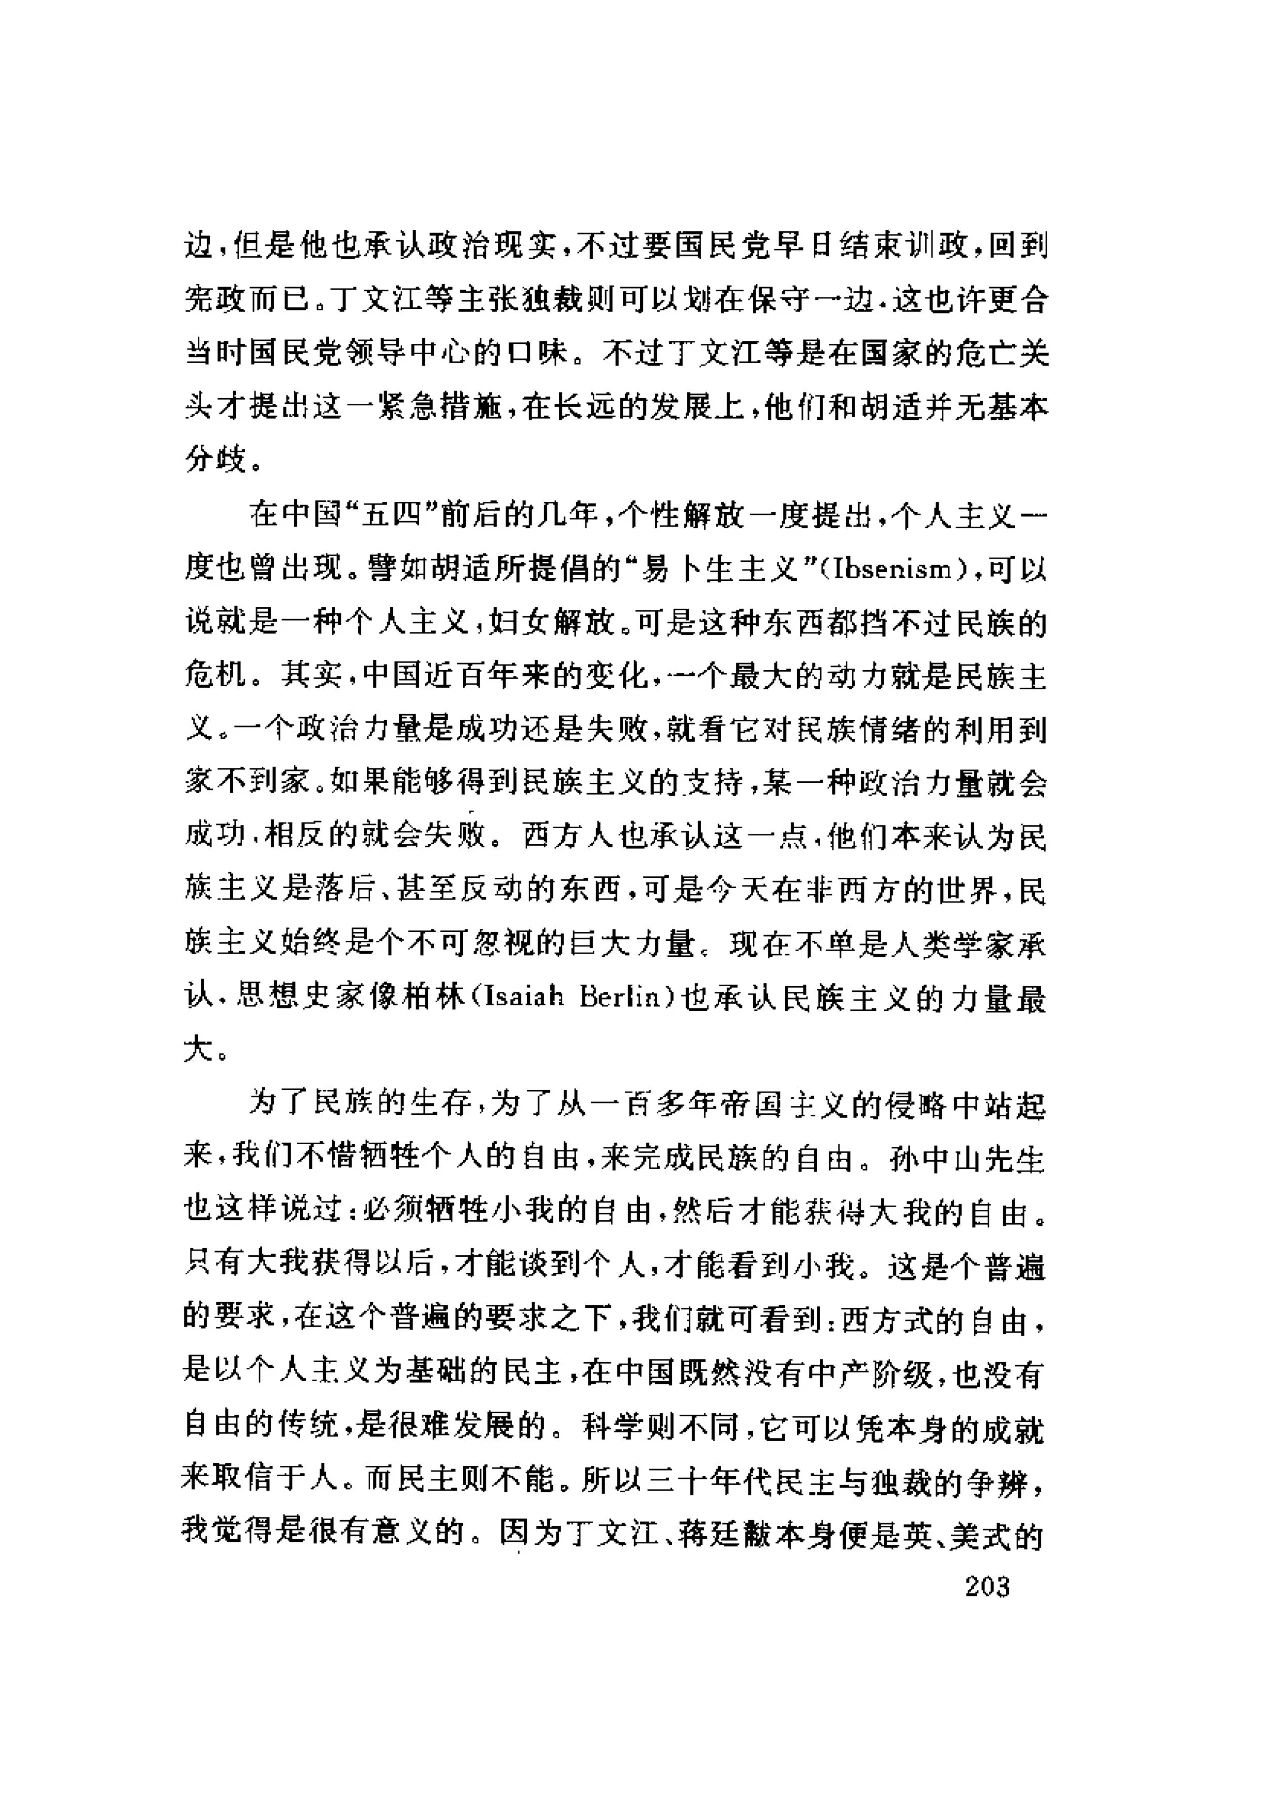 边,但是他也承认政治现实,不过要国民党早日结束训政,回到
宪政而已。丁文江等主张独裁则可以划在保守一边.这也许更合
当时国民党领导中心的口味。不过丁文江等是在国家的危亡关
头才提出这一紧急措施,在长远的发展上,他们和胡适并无基本
分歧。
在中国“五四”前后的几年,个性解放一度提出,个人主义一
度也曾出现。譬如胡适所提倡的“易卜生主义”(Ibsenism),可以
说就是一种个人主义,妇女解放。可是这种东西都挡不过民族的
危机。其实,中国近百年来的变化,一个最大的动力就是民族主
义。一个政治力量是成功还是失败,就看它对民族情绪的利用到
家不到家。如果能够得到民族主义的支持,某一种政治力量就会
成功,相反的就会失败。西方人也承认这一点,他们本来认为民
族主义是落后、甚至反动的东西,可是今天在非西方的世界,民
族主义始终是个不可忽视的巨大力量。现在不单是人类学家承
认,思想史家像柏林(Isaiah Berlin)也承认民族主义的力量最
大。
为了民族的生存,为了从一百多年帝国主义的侵略中站起
来,我们不惜牺牲个人的自由,来完成民族的自由。孙中山先生
也这样说过:必须牺牲小我的自由,然后才能获得大我的自由。
只有大我获得以后,才能谈到个人,才能看到小我。这是个普遍
的要求,在这个普遍的要求之下,我们就可看到:西方式的自由,
是以个人主义为基础的民主,在中国既然没有中产阶级,也没有
自由的传统,是很难发展的。科学则不同,它可以凭本身的成就
来取信于人。而民主则不能。所以三十年代民主与独裁的争辨,
我觉得是很有意义的。因为丁文江、蒋廷黻本身便是英、美式的
203